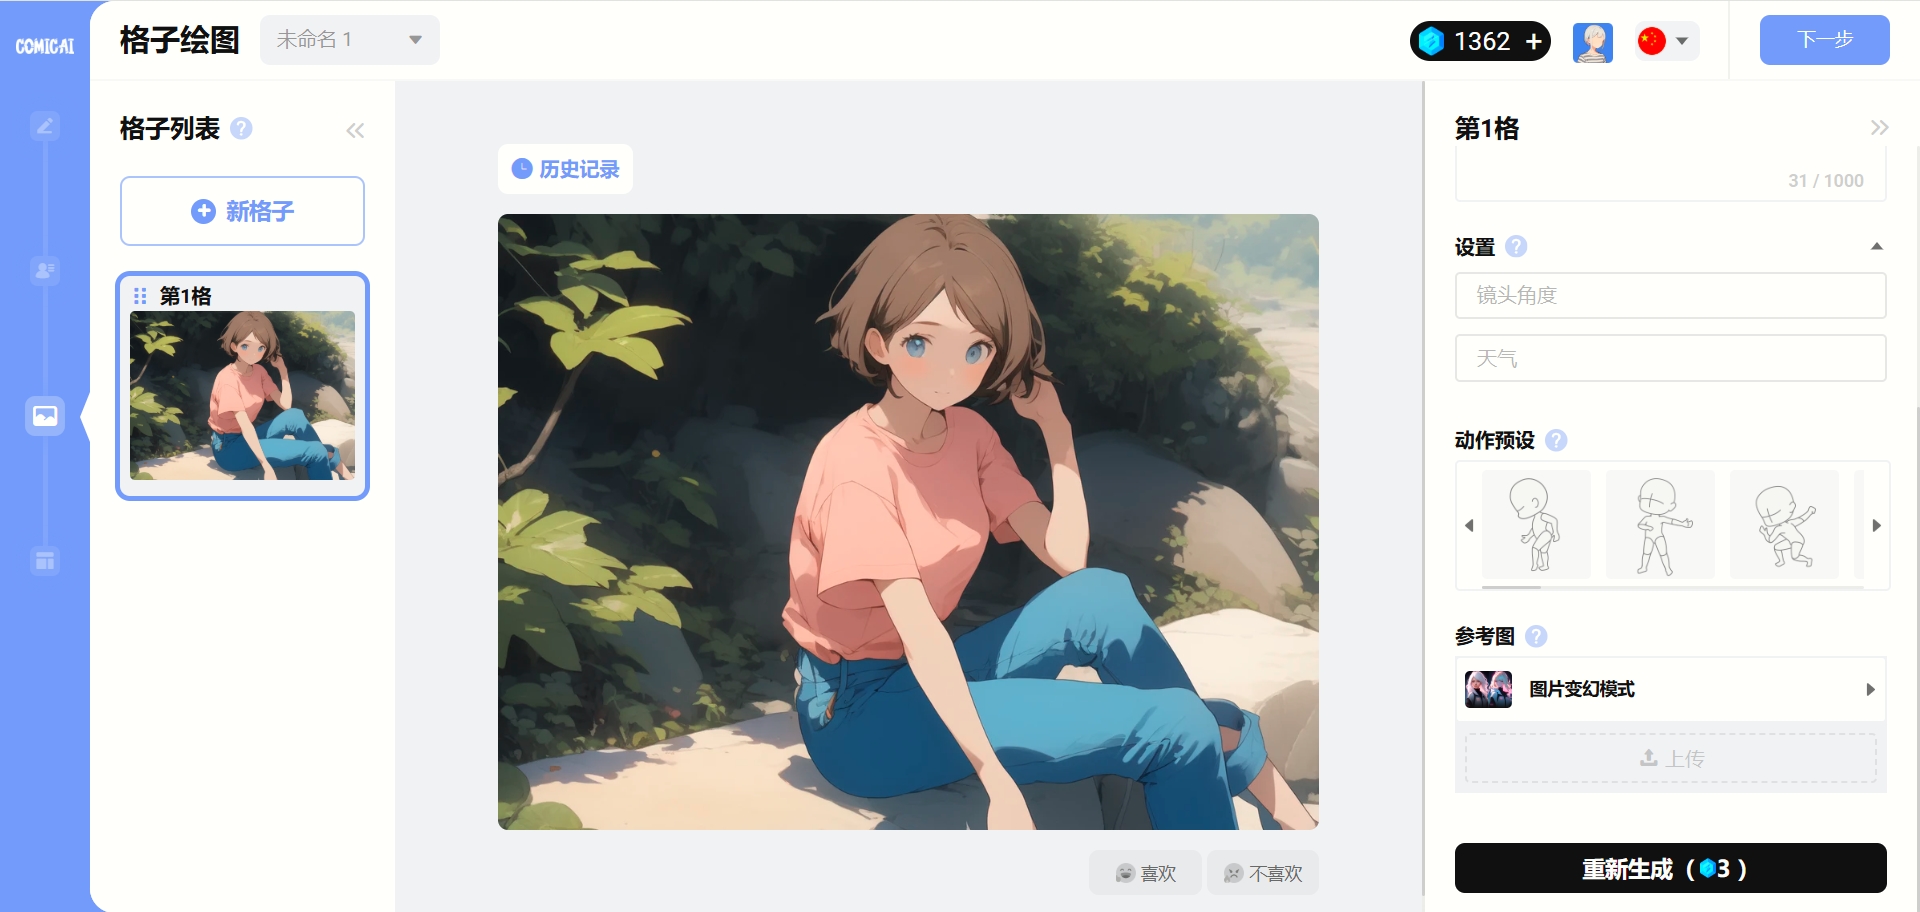 COMICAI
格子绘图
未命名 1
1362
下一步
格子列表
新格子
第1格
历史记录
喜欢
不喜欢
第1格
31 / 1000
设置
镜头角度
天气
动作预设
参考图
图片变幻模式
上传
重新生成（3）